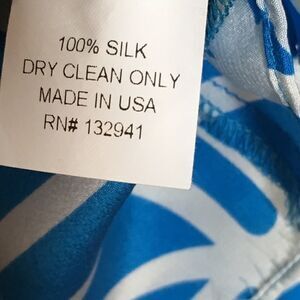 100% SILK
DRY CLEAN ONLY
MADE IN USA
RN# 132941